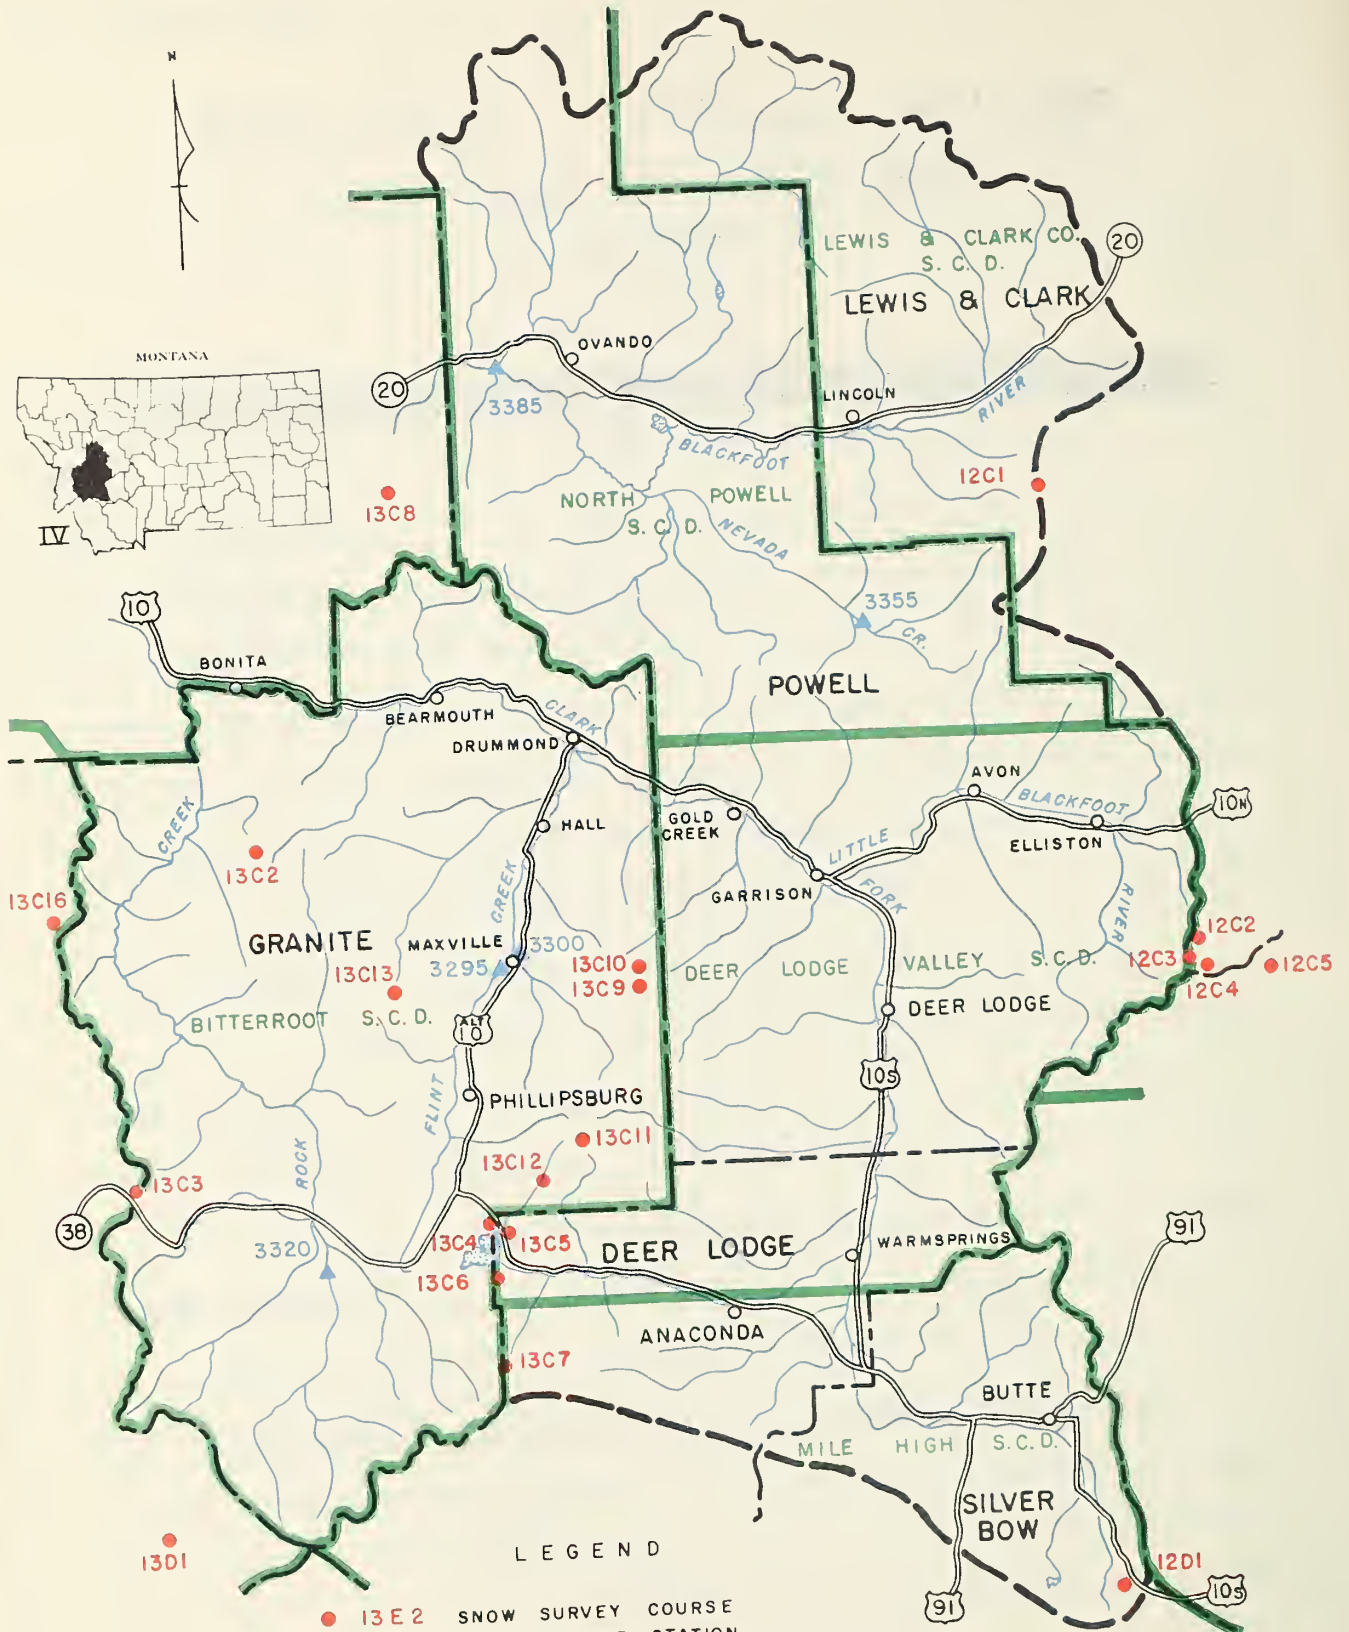 N
LEWIS & CLARK CO.
S. C. D.
20
LEWIS & CLARK
OVANDO
MONTANA
20
3385
LINCOLN
RIVER
BLACKFOOT
12C1
13C8
NORTH POWELL
S. C. D.
NEVADA
IV
3355
CR.
10
BONITA
POWELL
BEARMOUTH
CLARK
DRUMMOND
AVON
BLACKFOOT
10N
CREEK
HALL
GOLD
CREEK
LITTLE
ELLISTON
13C2
GARRISON
FORK
RIVER
13C16
CREEK
GRANITE
MAXVILLE
3300
12C2
13C13
3295
13C10
DEER LODGE VALLEY S.C.D.
12C3
12C5
13C9
12C4
BITTERROOT S.C.D.
ALT
10
DEER LODGE
10S
FLINT
PHILLIPSBURG
ROCK
13C11
13C12
13C3
38
3320
13C4
13C5
DEER LODGE
WARMSPRINGS
91
13C6
ANACONDA
13C7
BUTTE
MILE HIGH S.C.D.
SILVER
BOW
13D1
LEGEND
12D1
10S
91
13E2 SNOW SURVEY COURSE
STATION